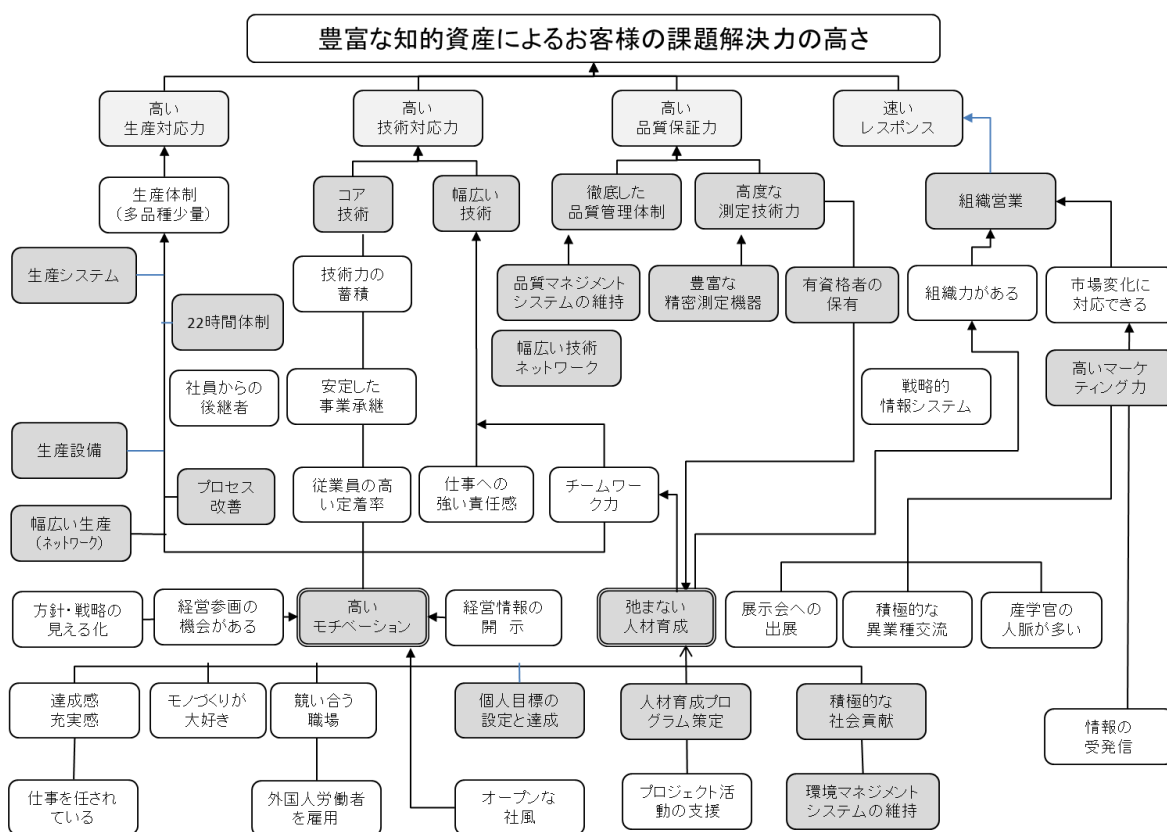 豊富な知的資産によるお客様の課題解決力の高さ
高い
生産対応力
高い
技術対応力
高い
品質保証力
速い
レスポンス
生産体制
(多品種少量)
コア
技術
幅広い
技術
徹底した
品質管理体制
高度な
測定技術力
組織営業
生産システム
22時間体制
技術力の
蓄積
品質マネジメント
システムの維持
豊富な
精密測定機器
有資格者の
保有
組織力がある
市場変化に
対応できる
幅広い技術
ネットワーク
社員からの
後継者
安定した
事業承継
戦略的
情報システム
高いマーケ
ティング力
生産設備
プロセス
改善
従業員の高
い定着率
仕事への
強い責任感
チームワー
ク力
幅広い生産
(ネットワーク)
方針・戦略の
見える化
経営参画の
機会がある
高い
モチベーション
経営情報の
開 示
弛まない
人材育成
展示会への
出展
積極的な
異業種交流
産学官の
人脈が多い
達成感
充実感
モノづくりが
大好き
競い合う
職場
個人目標の
設定と達成
人材育成プロ
グラム策定
積極的な
社会貢献
情報の
受発信
仕事を任され
ている
外国人労働者
を雇用
オープンな
社風
プロジェクト活
動の支援
環境マネジメント
システムの維持